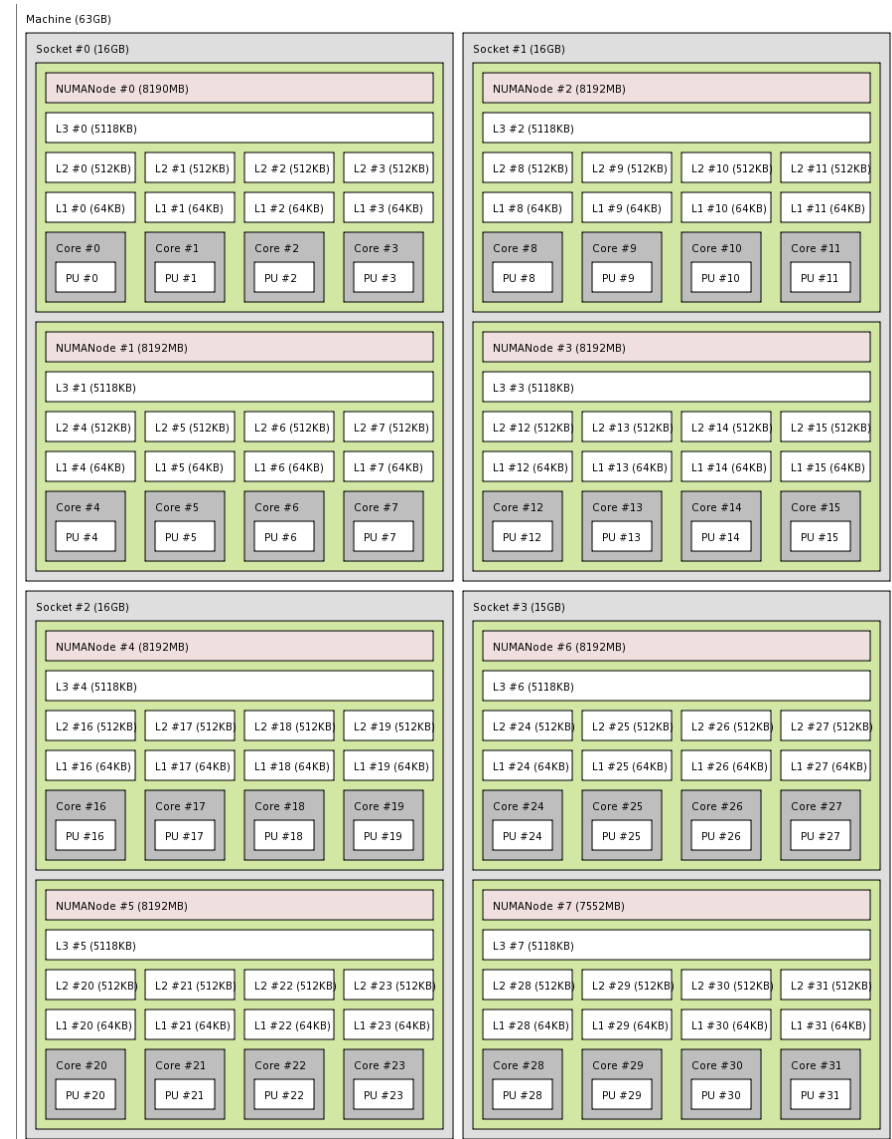 Machine (63GB)
Socket #0 (16GB)
NUMANode #0 (8190MB)
L3 #0 (5118KB)
L2 #0 (512KB) L2 #1 (512KB) L2 #2 (512KB) L2 #3 (512KB)
L1 #0 (64KB) L1 #1 (64KB) L1 #2 (64KB) L1 #3 (64KB)
Core #0 Core #1 Core #2 Core #3
PU #0 PU #1 PU #2 PU #3
NUMANode #1 (8192MB)
L3 #1 (5118KB)
L2 #4 (512KB) L2 #5 (512KB) L2 #6 (512KB) L2 #7 (512KB)
L1 #4 (64KB) L1 #5 (64KB) L1 #6 (64KB) L1 #7 (64KB)
Core #4 Core #5 Core #6 Core #7
PU #4 PU #5 PU #6 PU #7
Socket #1 (16GB)
NUMANode #2 (8192MB)
L3 #2 (5118KB)
L2 #8 (512KB) L2 #9 (512KB) L2 #10 (512KB) L2 #11 (512KB)
L1 #8 (64KB) L1 #9 (64KB) L1 #10 (64KB) L1 #11 (64KB)
Core #8 Core #9 Core #10 Core #11
PU #8 PU #9 PU #10 PU #11
NUMANode #3 (8192MB)
L3 #3 (5118KB)
L2 #12 (512KB) L2 #13 (512KB) L2 #14 (512KB) L2 #15 (512KB)
L1 #12 (64KB) L1 #13 (64KB) L1 #14 (64KB) L1 #15 (64KB)
Core #12 Core #13 Core #14 Core #15
PU #12 PU #13 PU #14 PU #15
Socket #2 (16GB)
NUMANode #4 (8192MB)
L3 #4 (5118KB)
L2 #16 (512KB) L2 #17 (512KB) L2 #18 (512KB) L2 #19 (512KB)
L1 #16 (64KB) L1 #17 (64KB) L1 #18 (64KB) L1 #19 (64KB)
Core #16 Core #17 Core #18 Core #19
PU #16 PU #17 PU #18 PU #19
NUMANode #5 (8192MB)
L3 #5 (5118KB)
L2 #20 (512KB) L2 #21 (512KB) L2 #22 (512KB) L2 #23 (512KB)
L1 #20 (64KB) L1 #21 (64KB) L1 #22 (64KB) L1 #23 (64KB)
Core #20 Core #21 Core #22 Core #23
PU #20 PU #21 PU #22 PU #23
Socket #3 (15GB)
NUMANode #6 (8192MB)
L3 #6 (5118KB)
L2 #24 (512KB) L2 #25 (512KB) L2 #26 (512KB) L2 #27 (512KB)
L1 #24 (64KB) L1 #25 (64KB) L1 #26 (64KB) L1 #27 (64KB)
Core #24 Core #25 Core #26 Core #27
PU #24 PU #25 PU #26 PU #27
NUMANode #7 (7552MB)
L3 #7 (5118KB)
L2 #28 (512KB) L2 #29 (512KB) L2 #30 (512KB) L2 #31 (512KB)
L1 #28 (64KB) L1 #29 (64KB) L1 #30 (64KB) L1 #31 (64KB)
Core #28 Core #29 Core #30 Core #31
PU #28 PU #29 PU #30 PU #31